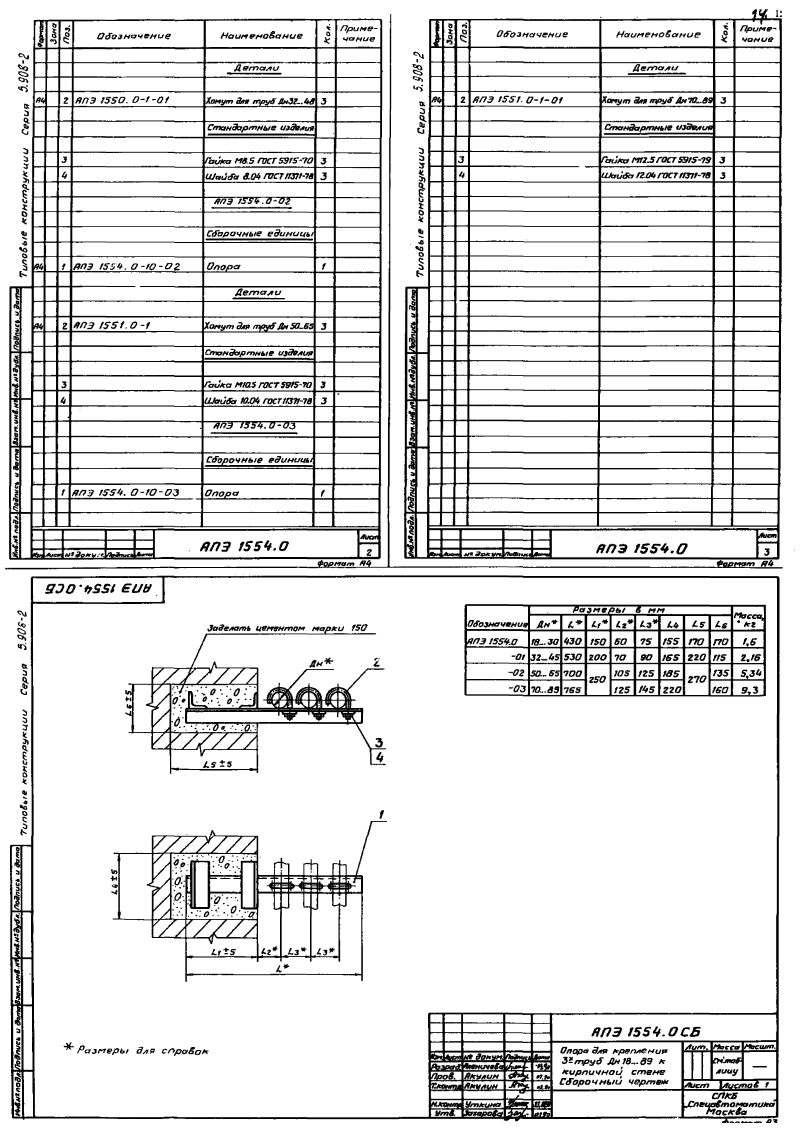 14
Формат Зона Поз. Обозначение Наименование Кол. Примечание
Детали
А4 2 АПЭ 1550.0-1-01 Хомут для труб Дн32...48 3
Стандартные изделия
3 Гайка М8.5 ГОСТ 5915-70 3
4 Шайба 8.04 ГОСТ 11371-78 3
АПЭ 1554.0-02
Сборочные единицы
А4 1 АПЭ 1554.0-10-02 Опора 1
Детали
А4 2 АПЭ 1551.0-1 Хомут для труб Дн 50...65 3
Стандартные изделия
3 Гайка М10.5 ГОСТ 5915-70 3
4 Шайба 10.04 ГОСТ 11371-78 3
АПЭ 1554.0-03
Сборочные единицы
1 АПЭ 1554.0-10-03 Опора 1
Изм. Лист № докум. Подпись Дата
АПЭ 1554.0
Лист
2
Формат А4
Типовые конструкции Серия 5.908-2
Инв.№ подл. Подпись и дата Взам.инв.№ Инв.№ дубл. Подпись и дата
Формат Зона Поз. Обозначение Наименование Кол. Примечание
Детали
А4 2 АПЭ 1551.0-1-01 Хомут для труб Дн 70...89 3
Стандартные изделия
3 Гайка М12.5 ГОСТ 5915-79 3
4 Шайба 12.04 ГОСТ 11371-78 3
Изм. Лист № докум. Подпись Дата
АПЭ 1554.0
Лист
3
Формат А4
Типовые конструкции Серия 5.908-2
Инв.№ подл. Подпись и дата Взам.инв.№ Инв.№ дубл. Подпись и дата
АПЭ 1554.0СБ
Типовые конструкции Серия 5.908-2
Инв.№ подл. Подпись и дата Взам.инв.№ Инв.№ дубл. Подпись и дата
Заделать цементом марки 150
Дн*
2
3
4
L6±5
L5±5
1
L4±5
L1±5 L2* L3* L3*
L*
Размеры в мм
Обозначение Дн* L* L1* L2* L3* L4 L5 L6 Масса, кг
АПЭ 1554.0 18...30 430 150 60 75 155 170 170 1,6
-01 32...45 530 200 70 90 165 220 115 2,16
-02 50...65 700 250 105 125 185 270 135 5,34
-03 70...89 765 125 145 220 160 9,3
* Размеры для справок
АПЭ 1554.0СБ
Опора для крепления
3х труб Дн 18...89 к
кирпичной стене
Сборочный чертеж
Лит. Масса Масшт.
См.таблицу —
Лист Листов 1
СПКБ
Спецавтоматика
Москва
Изм. Лист № докум. Подпись Дата
Разраб.
Пров. Акулин
Т.контр. Акулин
Н.контр. Уткина
Утв. Захарова
Формат А3